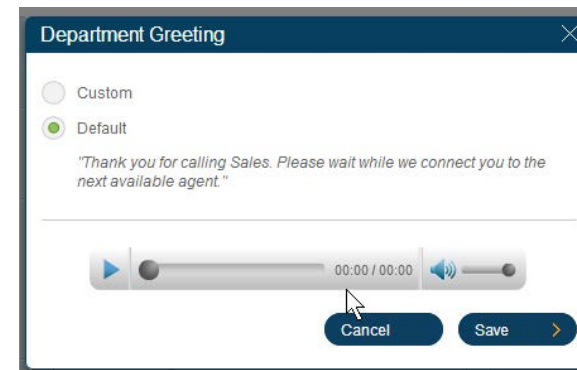 Department Greeting
Custom
Default
"Thank you for calling Sales. Please wait while we connect you to the
next available agent."
00:00 / 00:00
Cancel
Save